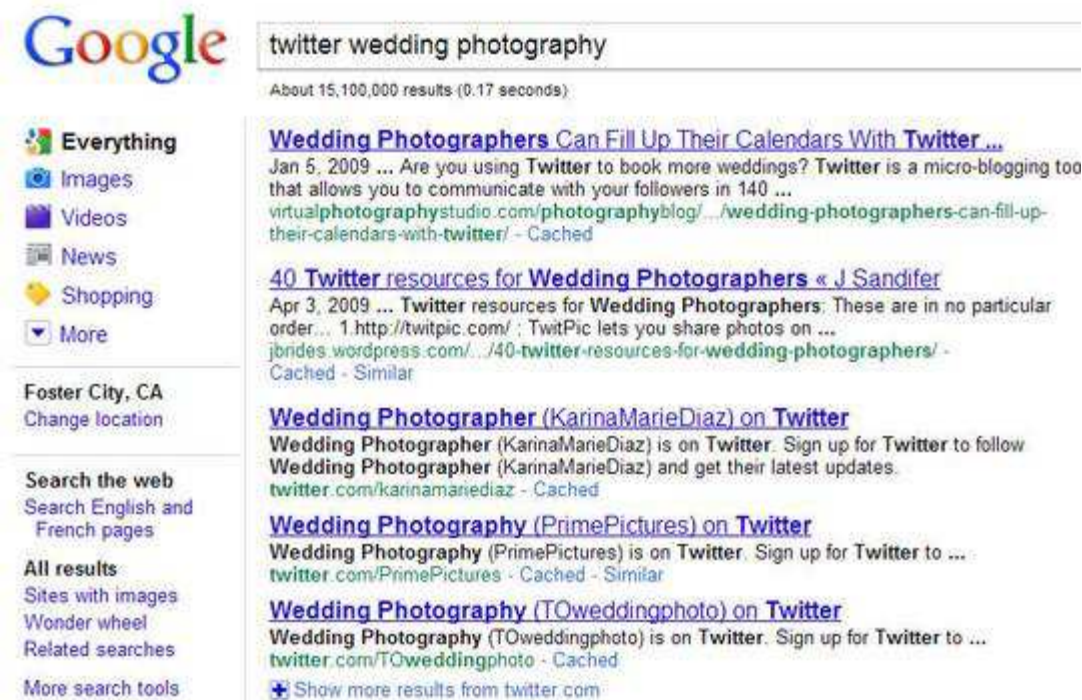 Google
twitter wedding photography
About 15,100,000 results (0.17 seconds)
Everything
Images
Videos
News
Shopping
More
Foster City, CA
Change location
Search the web
Search English and
French pages
All results
Sites with images
Wonder wheel
Related searches
More search tools
Wedding Photographers Can Fill Up Their Calendars With Twitter ...
Jan 5, 2009 ... Are you using Twitter to book more weddings? Twitter is a micro-blogging too
that allows you to communicate with your followers in 140 ...
virtualphotographystudio.com/photographyblog/.../wedding-photographers-can-fill-up-
their-calendars-with-twitter/ - Cached
40 Twitter resources for Wedding Photographers « J Sandifer
Apr 3, 2009 ... Twitter resources for Wedding Photographers: These are in no particular
order... 1.http://twitpic.com/ : TwitPic lets you share photos on ...
jbrides.wordpress.com/.../40-twitter-resources-for-wedding-photographers/ -
Cached - Similar
Wedding Photographer (KarinaMarieDiaz) on Twitter
Wedding Photographer (KarinaMarieDiaz) is on Twitter. Sign up for Twitter to follow
Wedding Photographer (KarinaMarieDiaz) and get their latest updates.
twitter.com/karinamariediaz - Cached
Wedding Photography (PrimePictures) on Twitter
Wedding Photography (PrimePictures) is on Twitter. Sign up for Twitter to ...
twitter.com/PrimePictures - Cached - Similar
Wedding Photography (TOweddingphoto) on Twitter
Wedding Photography (TOweddingphoto) is on Twitter. Sign up for Twitter to ...
twitter.com/TOweddingphoto - Cached
Show more results from twitter.com